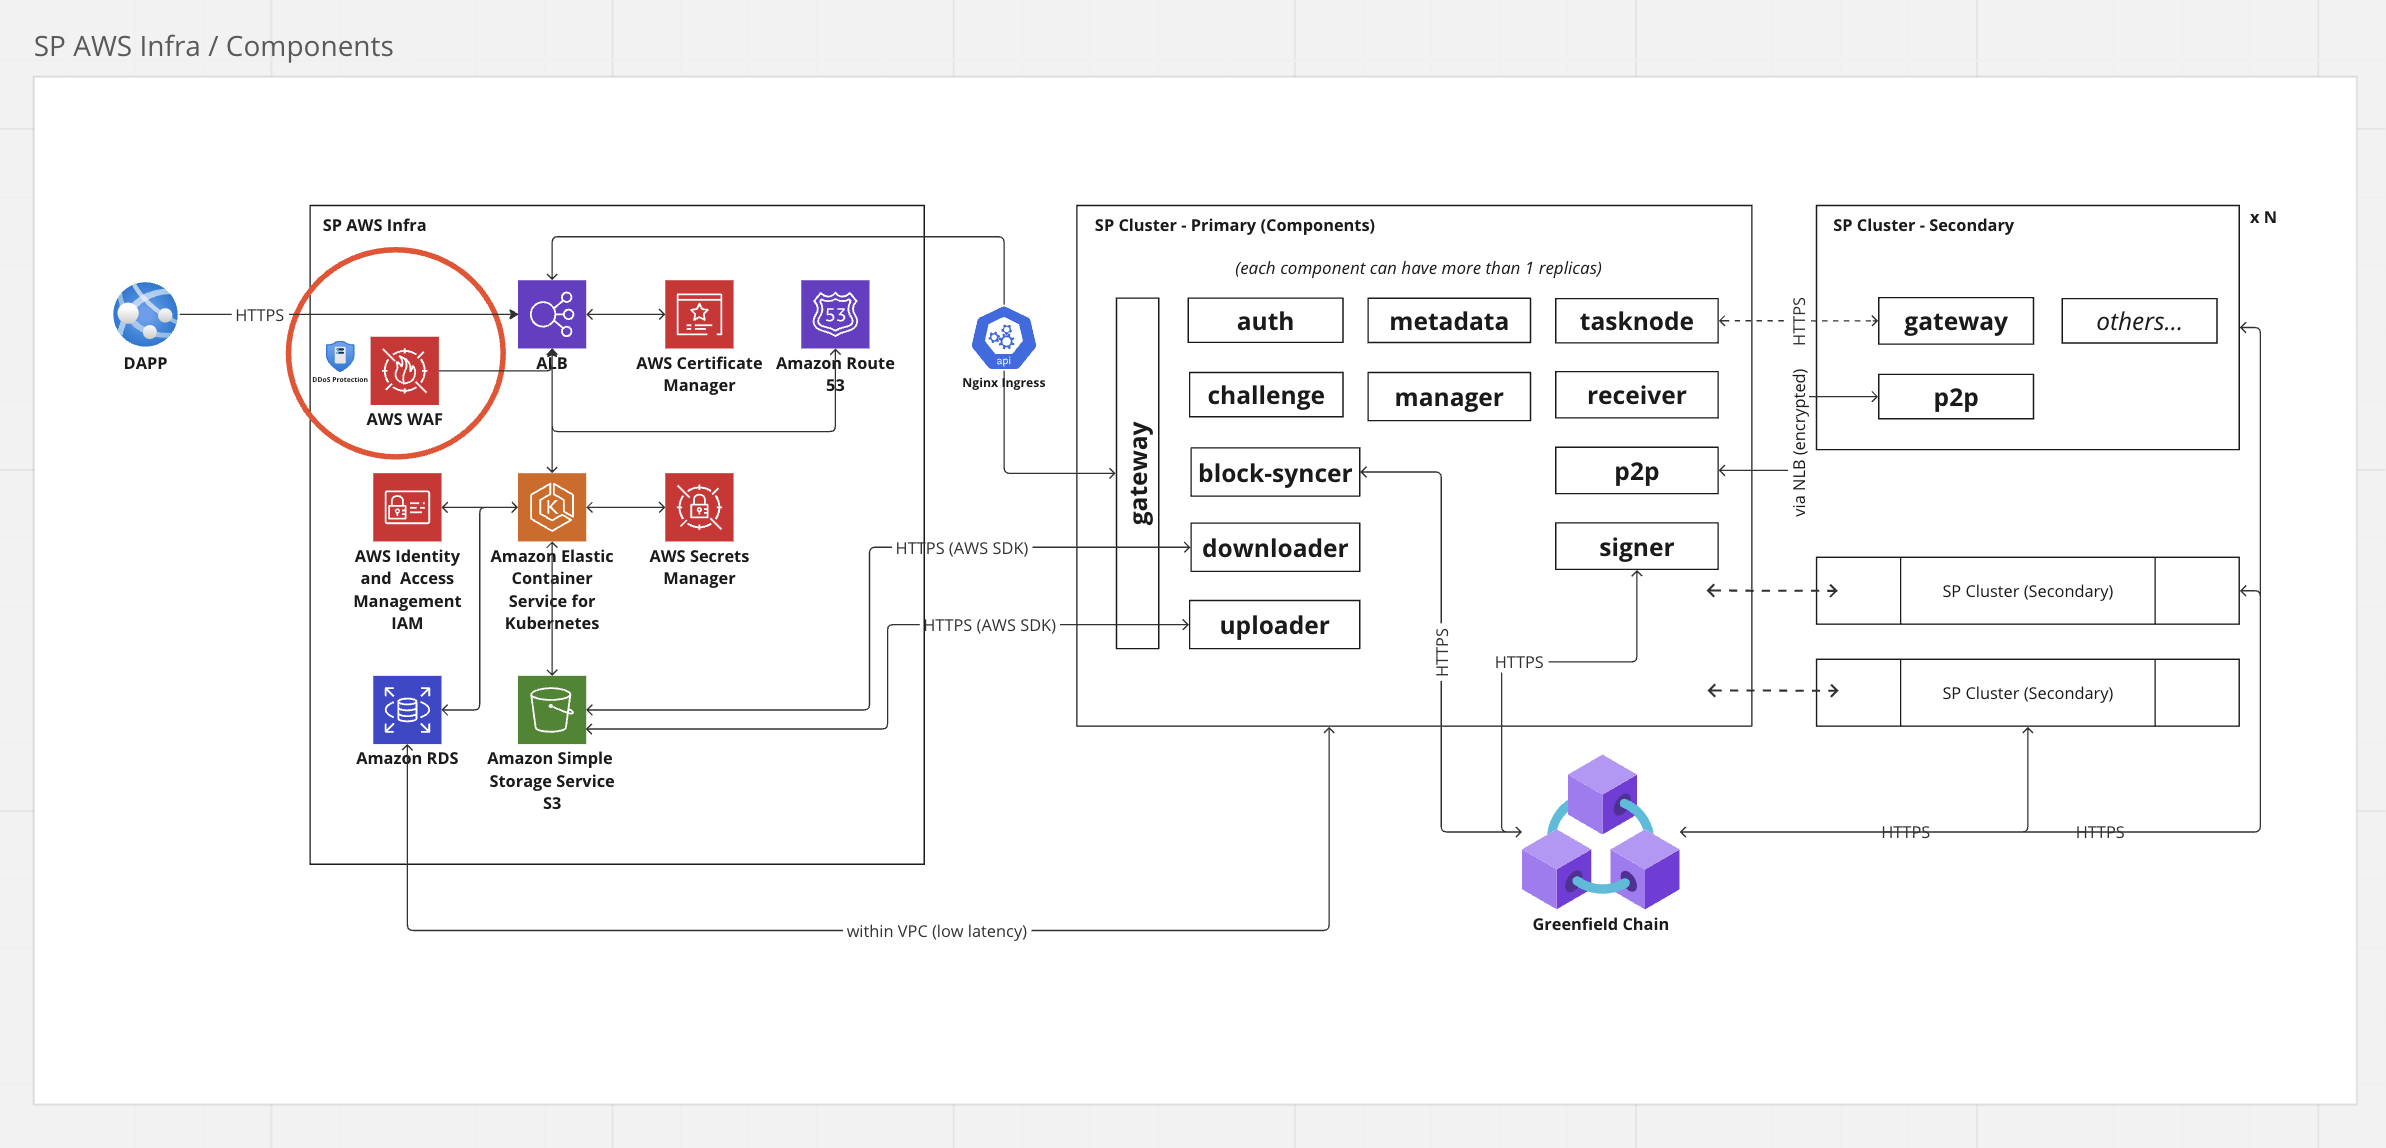 SP AWS Infra / Components
SP AWS Infra
DAPP
HTTPS
DDoS Protection
AWS WAF
ALB
AWS Certificate
Manager
53
Amazon Route
53
AWS Identity
and Access
Management
IAM
K
Amazon Elastic
Container
Service for
Kubernetes
AWS Secrets
Manager
Amazon RDS
Amazon Simple
Storage Service
S3
api
Nginx Ingress
HTTPS (AWS SDK)
HTTPS (AWS SDK)
within VPC (low latency)
SP Cluster - Primary (Components)
(each component can have more than 1 replicas)
gateway
auth
metadata
tasknode
challenge
manager
receiver
block-syncer
p2p
downloader
signer
uploader
HTTPS
HTTPS
HTTPS
via NLB (encrypted)
SP Cluster - Secondary
x N
gateway
others...
p2p
SP Cluster (Secondary)
SP Cluster (Secondary)
Greenfield Chain
HTTPS
HTTPS